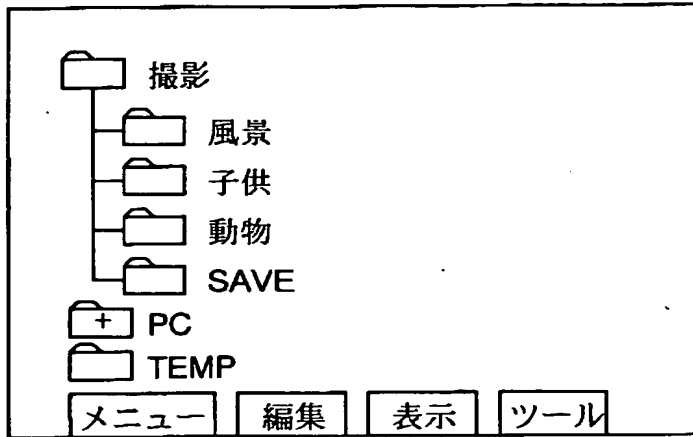 撮影
風景
子供
動物
SAVE
+ PC
TEMP
メニュー 編集 表示 ツール